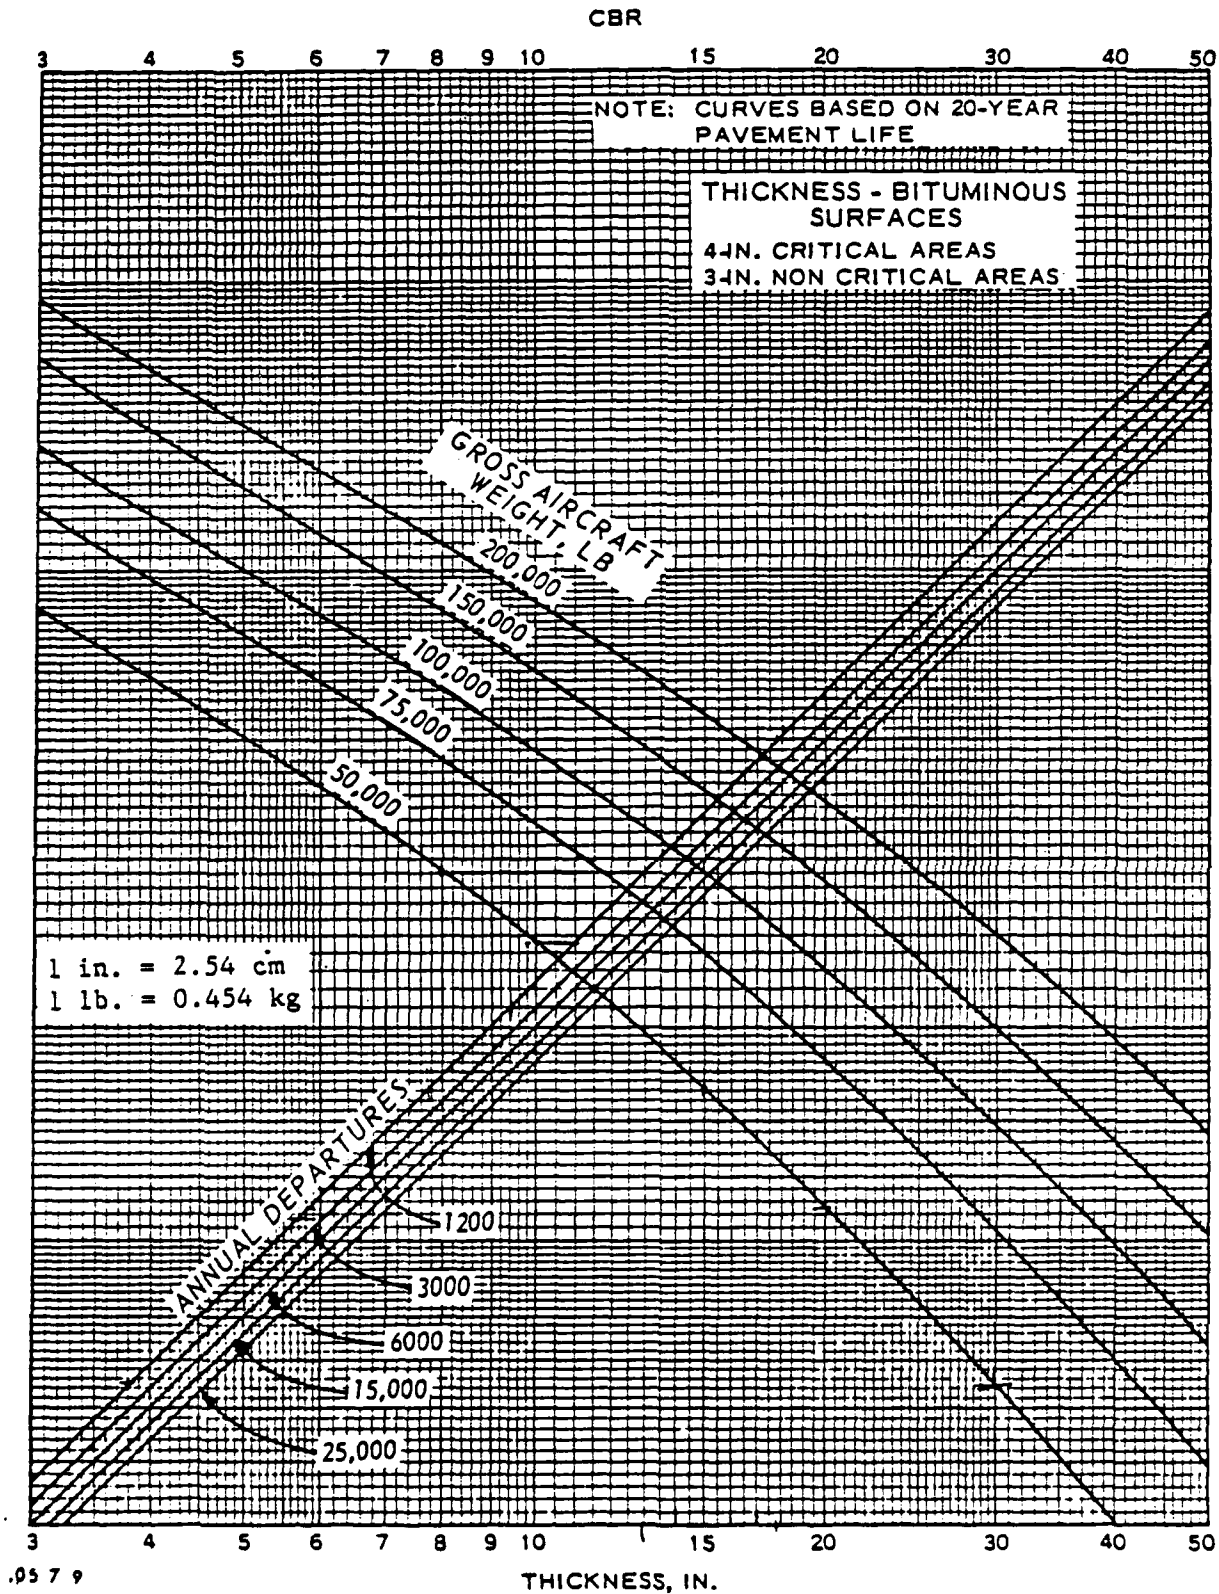 CBR
3 4 5 6 7 8 9 10 15 20 30 40 50
NOTE: CURVES BASED ON 20-YEAR
PAVEMENT LIFE
THICKNESS - BITUMINOUS
SURFACES
4-IN. CRITICAL AREAS
3-IN. NON CRITICAL AREAS
GROSS AIRCRAFT
WEIGHT, LB
200,000
150,000
100,000
75,000
50,000
1 in. = 2.54 cm
1 lb. = 0.454 kg
ANNUAL DEPARTURES
1200
3000
6000
15,000
25,000
3 4 5 6 7 8 9 10 15 20 30 40 50
THICKNESS, IN.